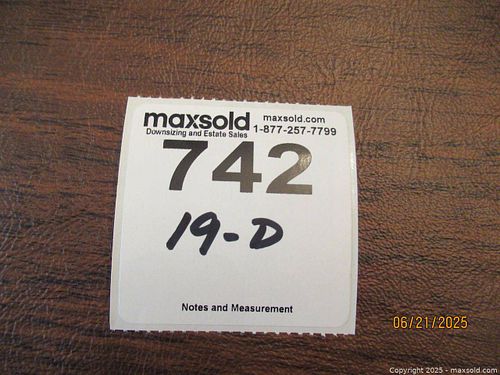 maxsold maxsold.com
Downsizing and Estate Sales 1-877-257-7799
742
19-D
Notes and Measurement
06/21/2025
Copyright © 2025 - maxsold.com